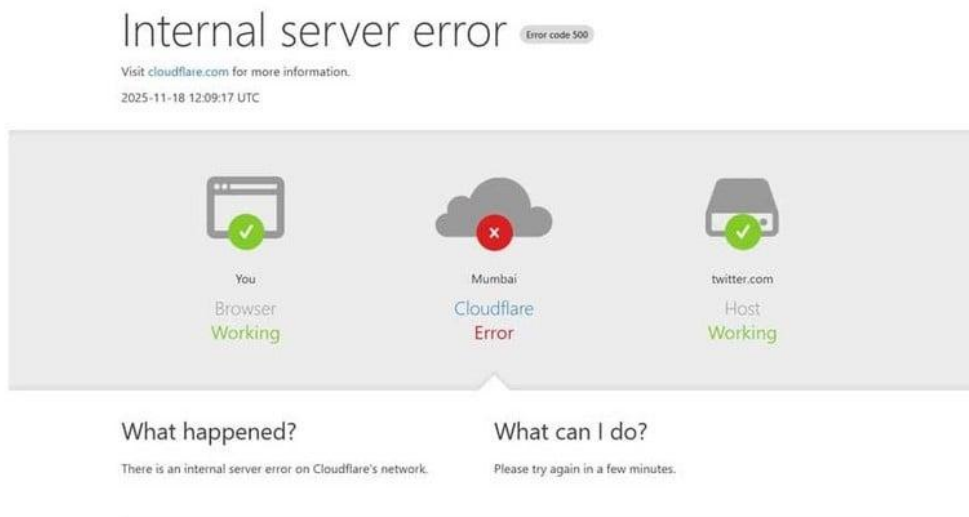 Internal server error Error code 500
Visit cloudflare.com for more information.
2025-11-18 12:09:17 UTC
You
Browser
Working
Mumbai
Cloudflare
Error
twitter.com
Host
Working
What happened?
There is an internal server error on Cloudflare's network.
What can I do?
Please try again in a few minutes.